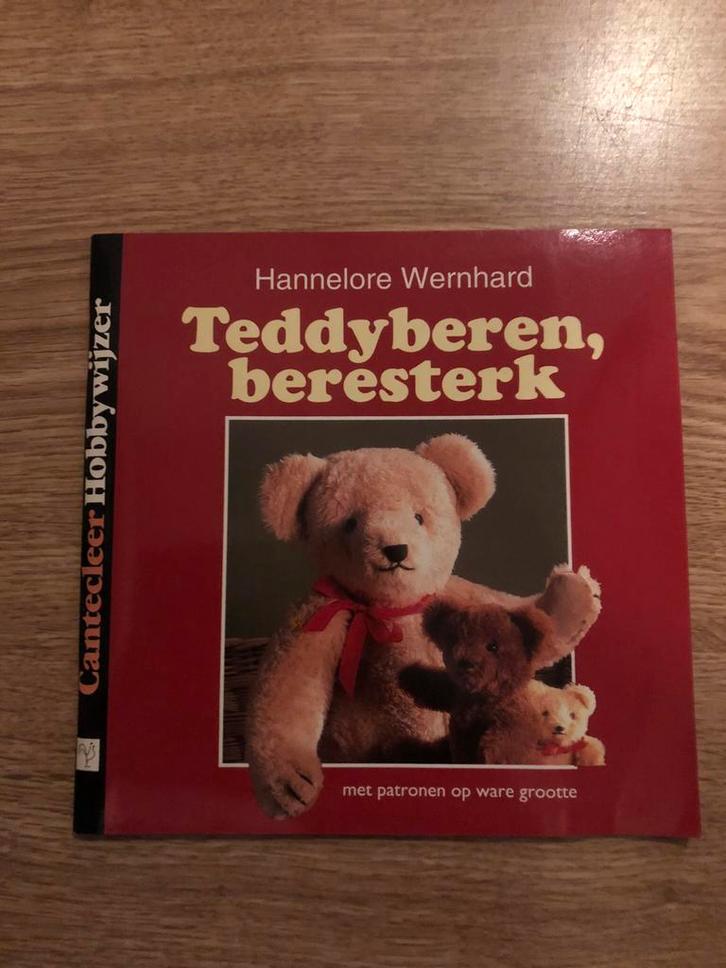 Hannelore Wernhard
Teddyberen,
beresterk
met patronen op ware grootte
Cantecleer Hobbywijzer